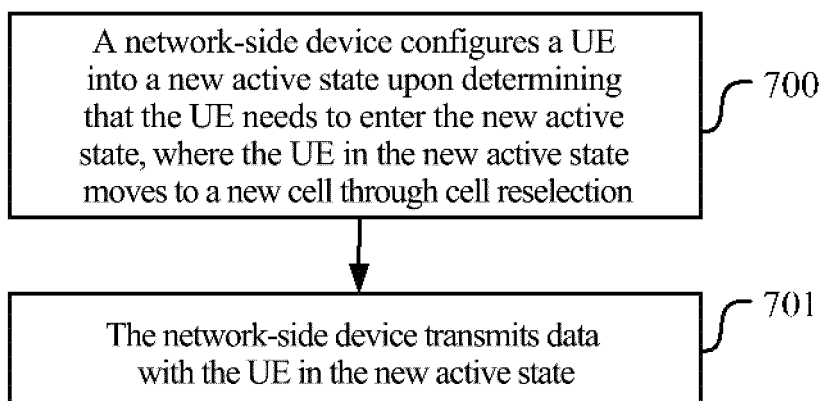 A network-side device configures a UE
into a new active state upon determining
that the UE needs to enter the new active
state, where the UE in the new active state
moves to a new cell through cell reselection
700
The network-side device transmits data
with the UE in the new active state
701